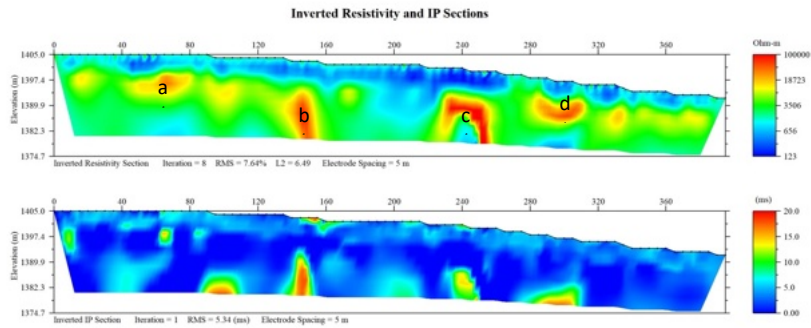 Inverted Resistivity and IP Sections
0 40 80 120 160 200 240 280 320 360 Ohm-m
1405.0 100000
1397.4 18723
1389.9 3506
1382.3 656
1374.7 123
Elevation (m)
a
b
c
d
Inverted Resistivity Section Iteration = 8 RMS = 7.64% L2 = 6.49 Electrode Spacing = 5 m
0 40 80 120 160 200 240 280 320 360 (ms)
1405.0 20.0
1397.4 15.0
1389.9 10.0
1382.3 5.0
1374.7 0.00
Elevation (m)
Inverted IP Section Iteration = 1 RMS = 5.34 (ms) Electrode Spacing = 5 m